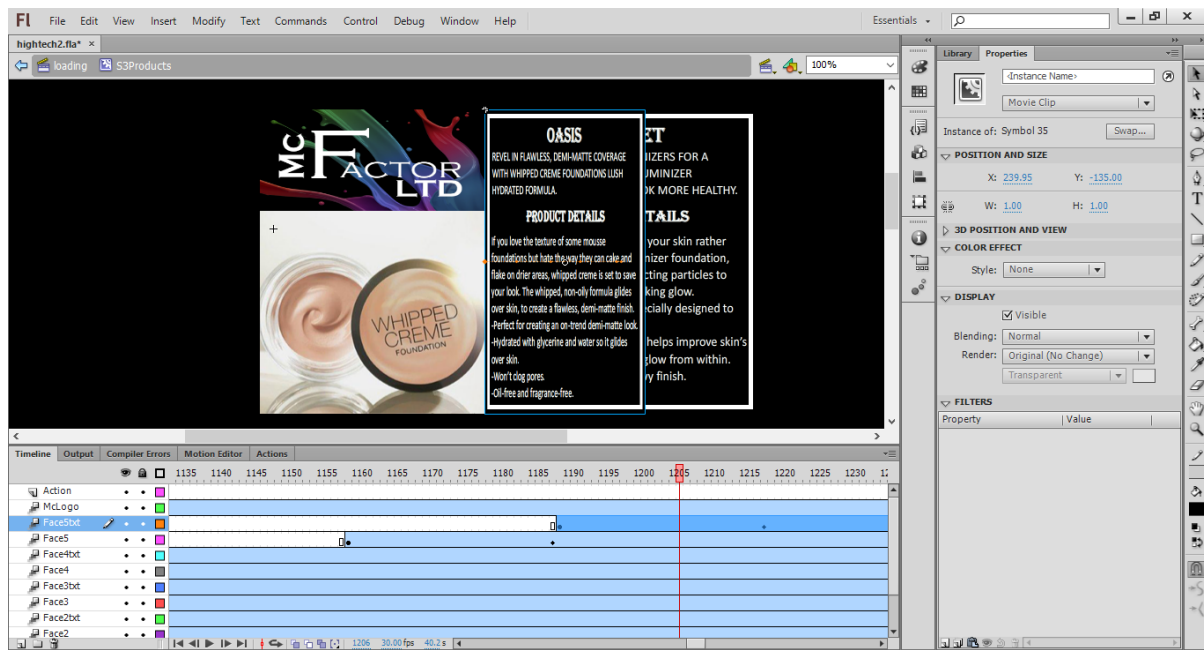 Fl File Edit View Insert Modify Text Commands Control Debug Window Help Essentials
hightech2.fla* ×
loading S3Products 100%
Mc
FACTOR
LTD
WHIPPED
CREME
FOUNDATION
OASIS
REVEL IN FLAWLESS, DEMI-MATTE COVERAGE
WITH WHIPPED CREME FOUNDATIONS LUSH
HYDRATED FORMULA.
PRODUCT DETAILS
If you love the texture of some mousse
foundations but hate the way they can cake and
flake on drier areas, whipped creme is set to save
your look. The whipped, non-oily formula glides
over skin, to create a flawless, demi-matte finish.
-Perfect for creating an on-trend demi-matte look.
-Hydrated with glycerine and water so it glides
over skin.
-Won't clog pores.
-Oil-free and fragrance-free.
ET
IIZERS FOR A
UMINIZER
OK MORE HEALTHY.
TAILS
your skin rather
nizer foundation,
cting particles to
king glow.
ecially designed to
helps improve skin's
glow from within.
y finish.
Library Properties
<Instance Name>
Movie Clip
Instance of: Symbol 35 Swap...
POSITION AND SIZE
X: 239.95 Y: -135.00
W: 1.00 H: 1.00
3D POSITION AND VIEW
COLOR EFFECT
Style: None
DISPLAY
Visible
Blending: Normal
Render: Original (No Change)
Transparent
FILTERS
Property Value
Timeline Output Compiler Errors Motion Editor Actions
1135 1140 1145 1150 1155 1160 1165 1170 1175 1180 1185 1190 1195 1200 1205 1210 1215 1220 1225 1230 12
Action
McLogo
Face5txt
Face5
Face4txt
Face4
Face3txt
Face3
Face2txt
Face2
1206 30.00 fps 40.2 s